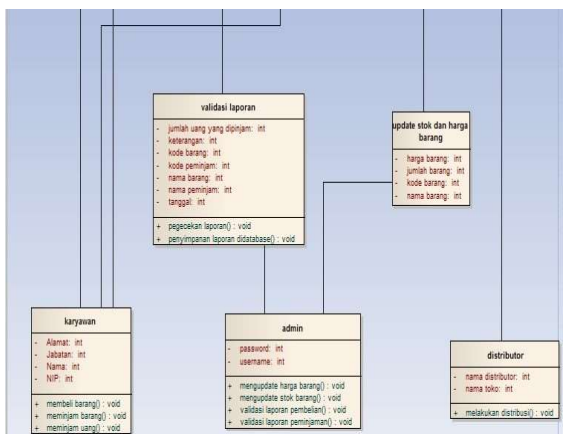 validasi laporan
- jumlah uang yang dipinjam: int
- keterangan: int
- kode barang: int
- kode peminjam: int
- nama barang: int
- nama peminjam: int
- tanggal: int
+ pegecekan laporan() : void
+ penyimpanan laporan didatabase() : void
update stok dan harga
barang
- harga barang: int
- jumlah barang: int
- kode barang: int
- nama barang: int
karyawan
- Alamat: int
- Jabatan: int
- Nama: int
- NIP: int
+ membeli barang() : void
+ meminjam barang() : void
+ meminjam uang() : void
admin
- password: int
- username: int
+ mengupdate harga barang() : void
+ mengupdate stok barang() : void
+ validasi laporan pembelian() : void
+ validasi laporan peminjaman() : void
distributor
- nama distributor: int
- nama toko: int
+ melakukan distribusi() : void